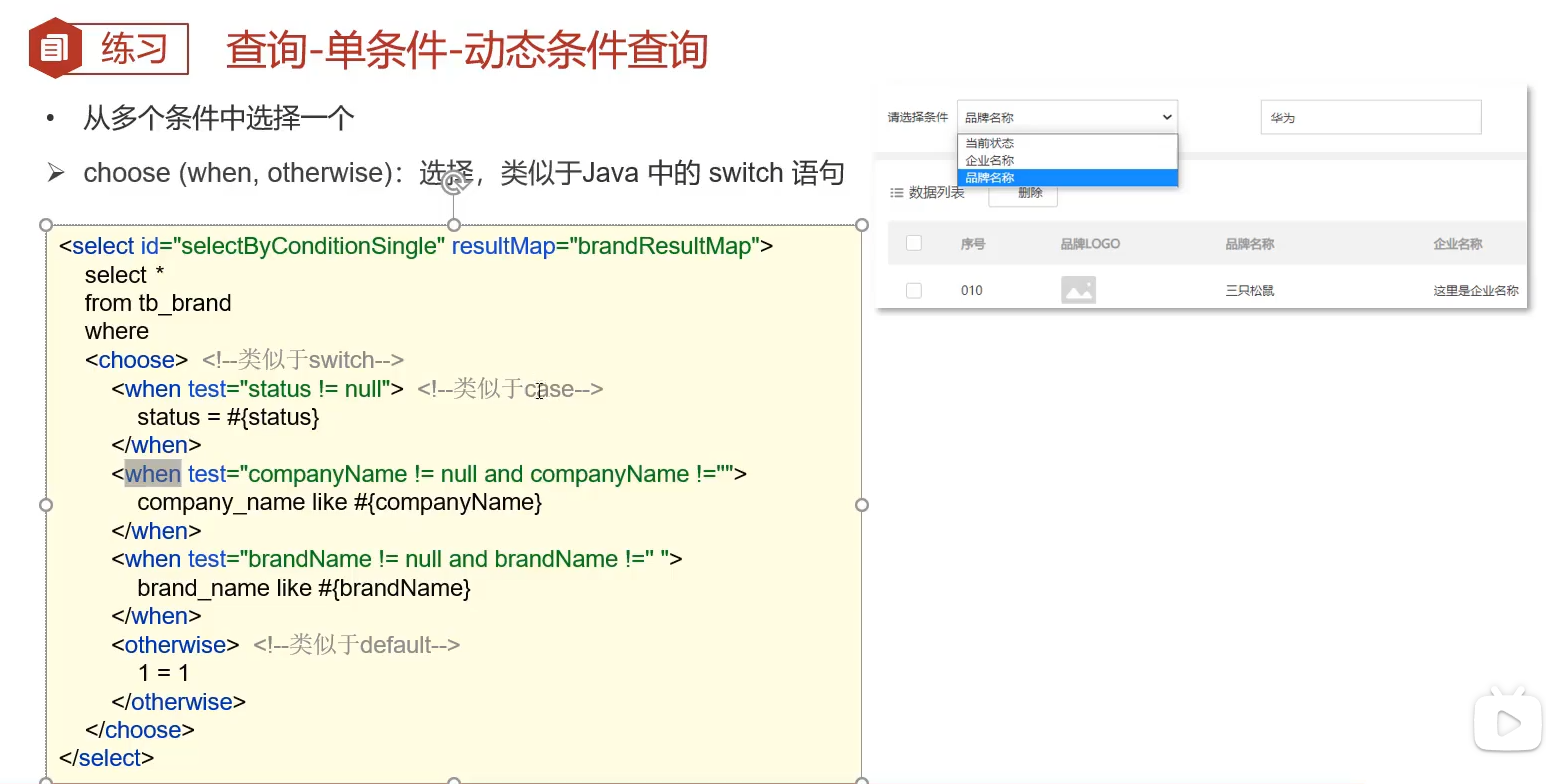 练习
查询-单条件-动态条件查询
• 从多个条件中选择一个
➢ choose (when, otherwise)：选择，类似于Java 中的 switch 语句
<select id="selectByConditionSingle" resultMap="brandResultMap">
select *
from tb_brand
where
<choose> <!--类似于switch-->
<when test="status != null"> <!--类似于case-->
status = #{status}
</when>
<when test="companyName != null and companyName !=''">
company_name like #{companyName}
</when>
<when test="brandName != null and brandName !=' '">
brand_name like #{brandName}
</when>
<otherwise> <!--类似于default-->
1 = 1
</otherwise>
</choose>
</select>
请选择条件 品牌名称 华为
当前状态
企业名称
品牌名称
数据列表 删除
序号 品牌LOGO 品牌名称 企业名称
010 三只松鼠 这里是企业名称